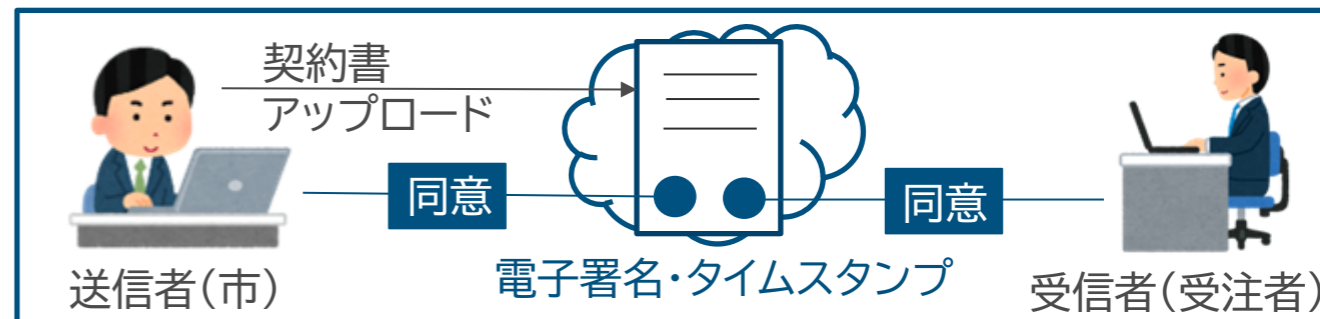 契約書
アップロード
同意
同意
送信者(市)
電子署名・タイムスタンプ
受信者(受注者)